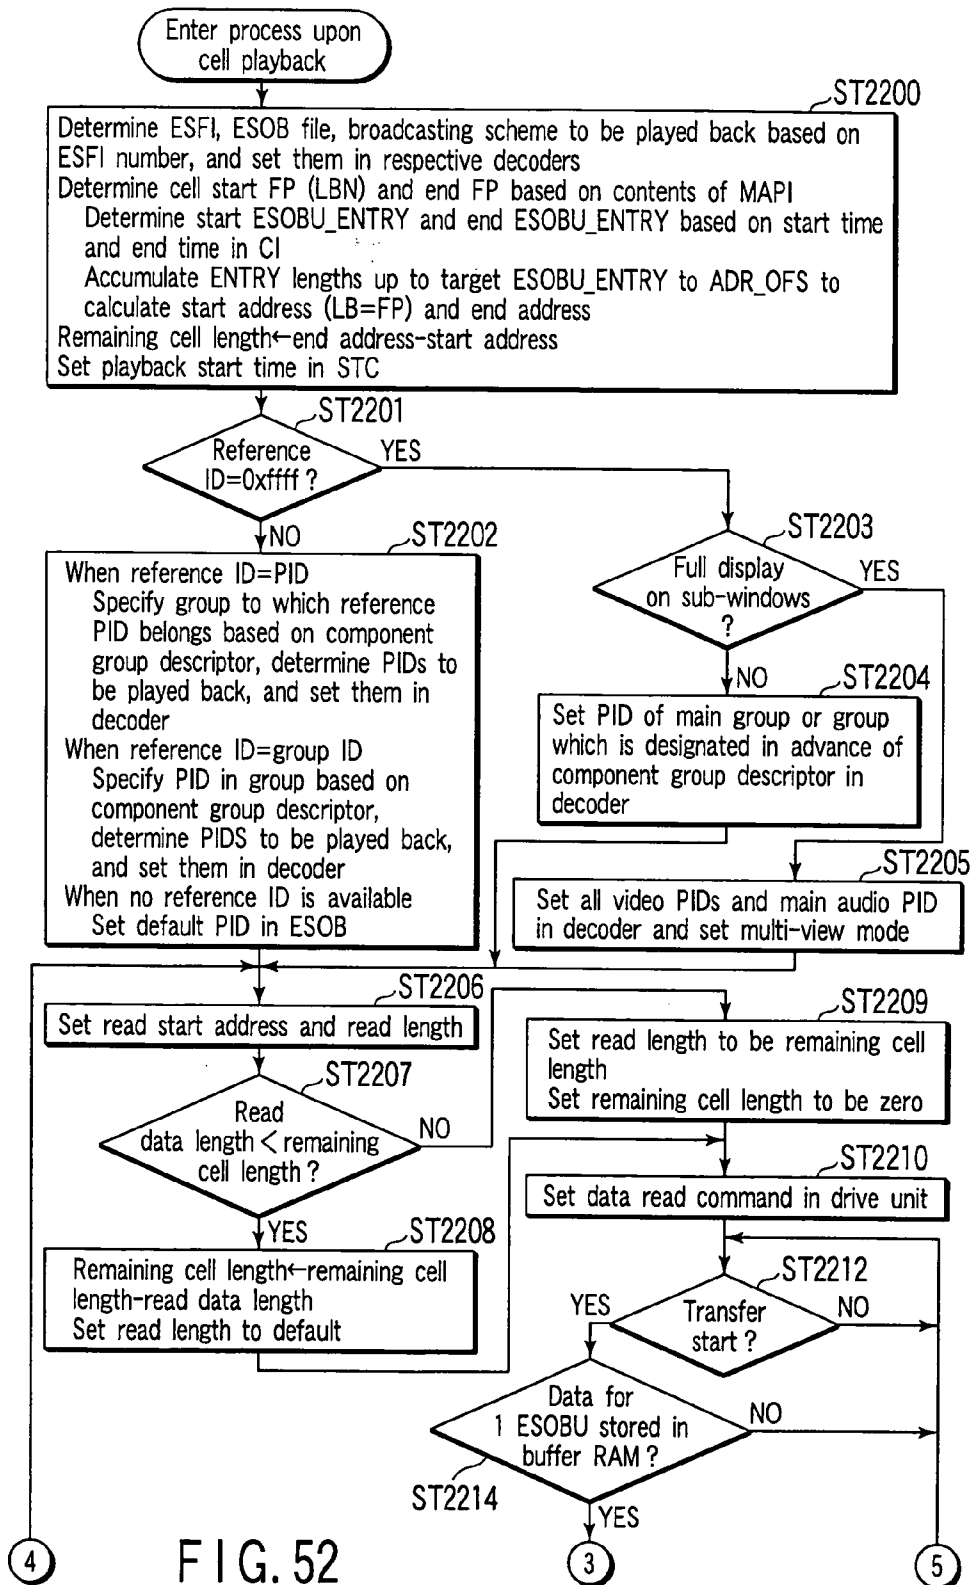 Enter process upon
cell playback
ST2200
Determine ESFI, ESOB file, broadcasting scheme to be played back based on
ESFI number, and set them in respective decoders
Determine cell start FP (LBN) and end FP based on contents of MAPI
Determine start ESOBU_ENTRY and end ESOBU_ENTRY based on start time
and end time in CI
Accumulate ENTRY lengths up to target ESOBU_ENTRY to ADR_OFS to
calculate start address (LB=FP) and end address
Remaining cell length←end address-start address
Set playback start time in STC
ST2201
Reference
ID=0xffff ?
YES
NO
ST2202
When reference ID=PID
Specify group to which reference
PID belongs based on component
group descriptor, determine PIDs to
be played back, and set them in
decoder
When reference ID=group ID
Specify PID in group based on
component group descriptor,
determine PIDS to be played back,
and set them in decoder
When no reference ID is available
Set default PID in ESOB
ST2203
Full display
on sub-windows
?
YES
NO
ST2204
Set PID of main group or group
which is designated in advance of
component group descriptor in
decoder
ST2205
Set all video PIDs and main audio PID
in decoder and set multi-view mode
ST2206
Set read start address and read length
ST2207
Read
data length < remaining
cell length ?
NO
YES
ST2208
Remaining cell length←remaining cell
length-read data length
Set read length to default
ST2209
Set read length to be remaining cell
length
Set remaining cell length to be zero
ST2210
Set data read command in drive unit
ST2212
Transfer
start ?
YES
NO
Data for
1 ESOBU stored in
buffer RAM ?
NO
ST2214
YES
4
FIG. 52
3
5